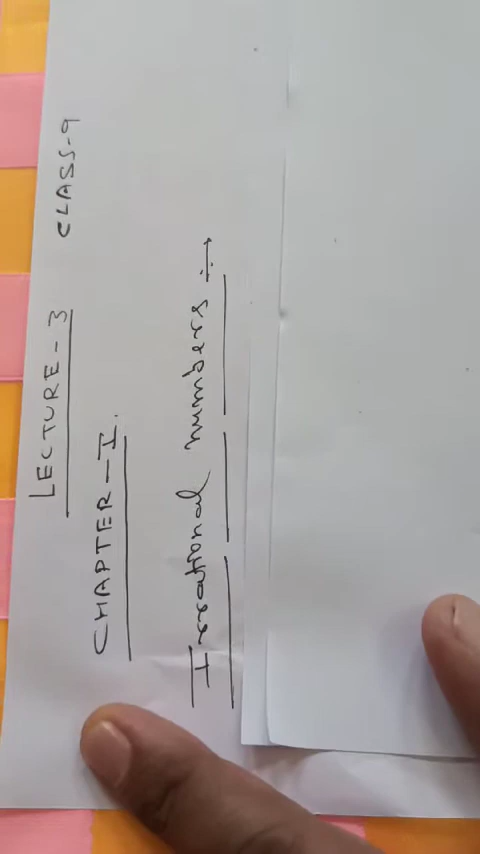 LECTURE-3 CLASS-9
CHAPTER-I.
Irrational numbers :→